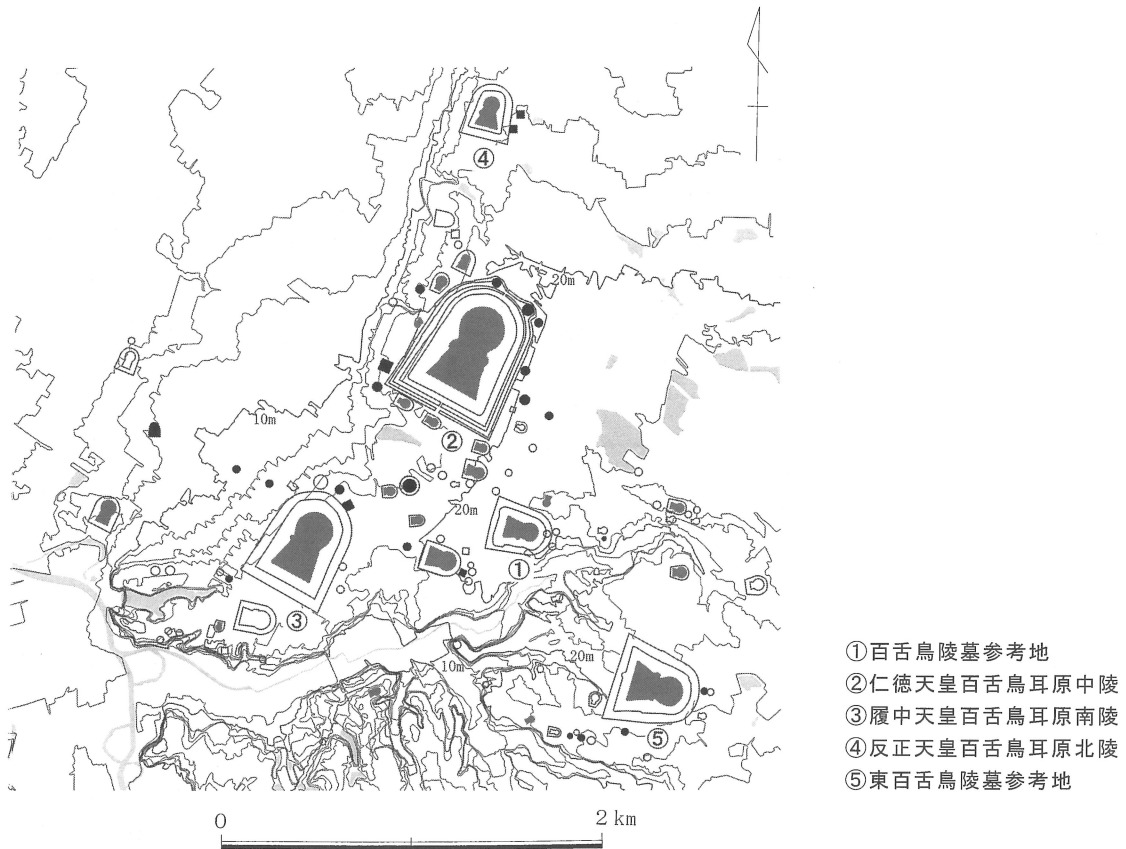 ④
20m
10m
②
20m
①
③
10m
20m
⑤
①百舌鳥陵墓参考地
②仁徳天皇百舌鳥耳原中陵
③履中天皇百舌鳥耳原南陵
④反正天皇百舌鳥耳原北陵
⑤東百舌鳥陵墓参考地
0
2km